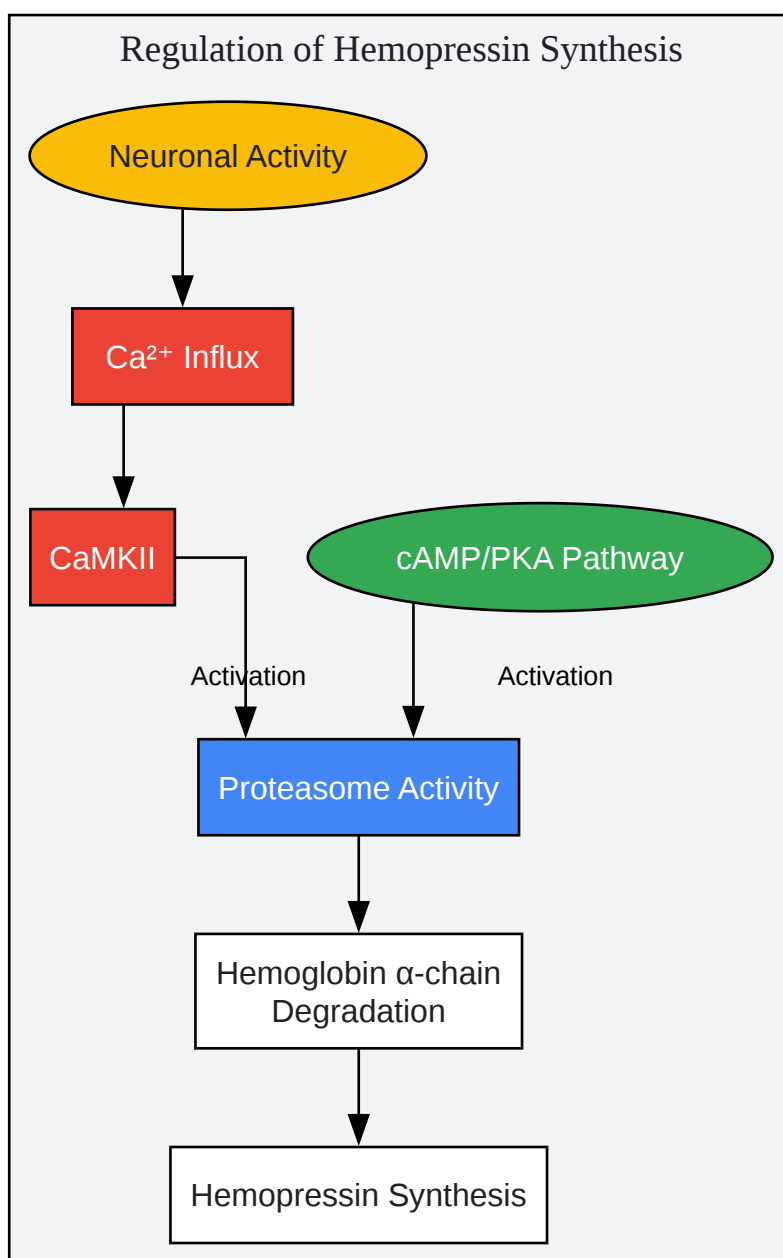 Regulation of Hemopressin Synthesis
Neuronal Activity
Ca²⁺ Influx
CaMKII
cAMP/PKA Pathway
Activation
Activation
Proteasome Activity
Hemoglobin α-chain
Degradation
Hemopressin Synthesis